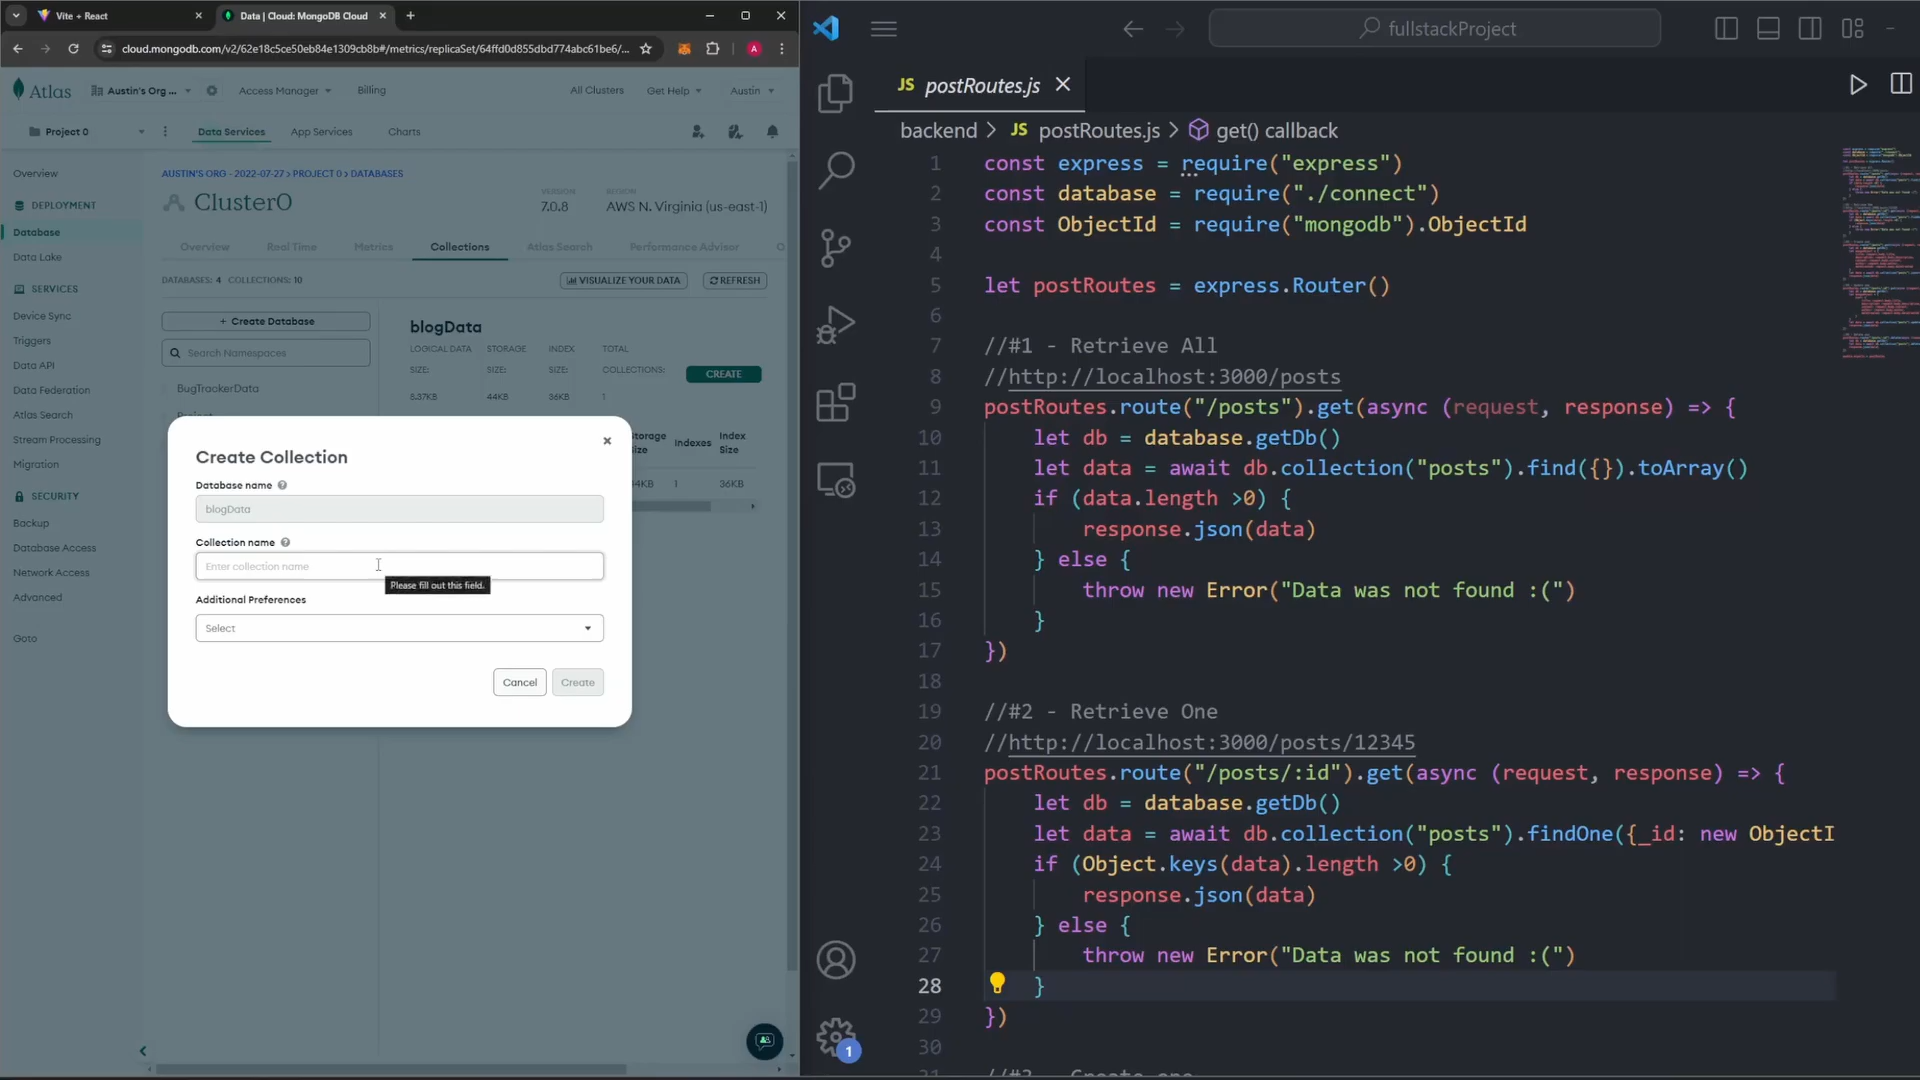 Vite + React
Data | Cloud: MongoDB Cloud
cloud.mongodb.com/v2/62e18c5ce50eb84e1309cb8b#/metrics/replicaSet/64ffd0d855dbd774abc61be6/...
A
Atlas
Austin's Org ...
Access Manager
Billing
All Clusters
Get Help
Austin
Project 0
Data Services
App Services
Charts
Overview
DEPLOYMENT
Database
Data Lake
SERVICES
Device Sync
Triggers
Data API
Data Federation
Atlas Search
Stream Processing
Migration
SECURITY
Backup
Database Access
Network Access
Advanced
Goto
AUSTIN'S ORG - 2022-07-27 > PROJECT 0 > DATABASES
Cluster0
VERSION
7.0.8
REGION
AWS N. Virginia (us-east-1)
Overview
Real Time
Metrics
Collections
Atlas Search
Performance Advisor
DATABASES: 4 COLLECTIONS: 10
VISUALIZE YOUR DATA
REFRESH
+ Create Database
Search Namespaces
BugTrackerData
blogData
LOGICAL DATA SIZE:
5.37KB
STORAGE SIZE:
44KB
INDEX SIZE:
36KB
TOTAL COLLECTIONS:
1
CREATE
Storage Size
Indexes
Index Size
1
36KB
Create Collection
Database name
blogData
Collection name
Enter collection name
Please fill out this field.
Additional Preferences
Select
Cancel
Create
fullstackProject
JS postRoutes.js
backend > JS postRoutes.js > get() callback
1 const express = require("express")
2 const database = require("./connect")
3 const ObjectId = require("mongodb").ObjectId
4
5 let postRoutes = express.Router()
6
7 //#1 - Retrieve All
8 //http://localhost:3000/posts
9 postRoutes.route("/posts").get(async (request, response) => {
10 let db = database.getDb()
11 let data = await db.collection("posts").find({}).toArray()
12 if (data.length >0) {
13 response.json(data)
14 } else {
15 throw new Error("Data was not found :(")
16 }
17 })
18
19 //#2 - Retrieve One
20 //http://localhost:3000/posts/12345
21 postRoutes.route("/posts/:id").get(async (request, response) => {
22 let db = database.getDb()
23 let data = await db.collection("posts").findOne({_id: new ObjectI
24 if (Object.keys(data).length >0) {
25 response.json(data)
26 } else {
27 throw new Error("Data was not found :(")
28 }
29 })
30
31 //#3 - Create one
1